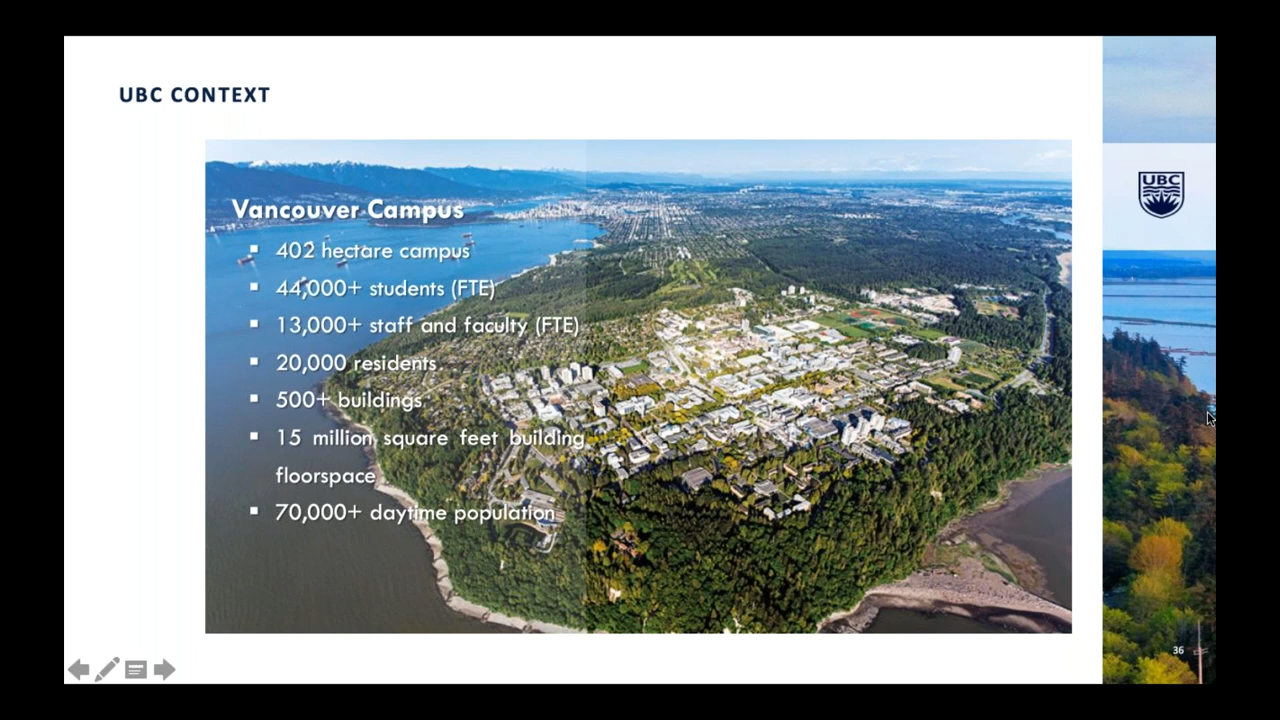 UBC CONTEXT
UBC
Vancouver Campus
402 hectare campus
44,000+ students (FTE)
13,000+ staff and faculty (FTE)
20,000 residents
500+ buildings
15 million square feet building
floorspace
70,000+ daytime population
36